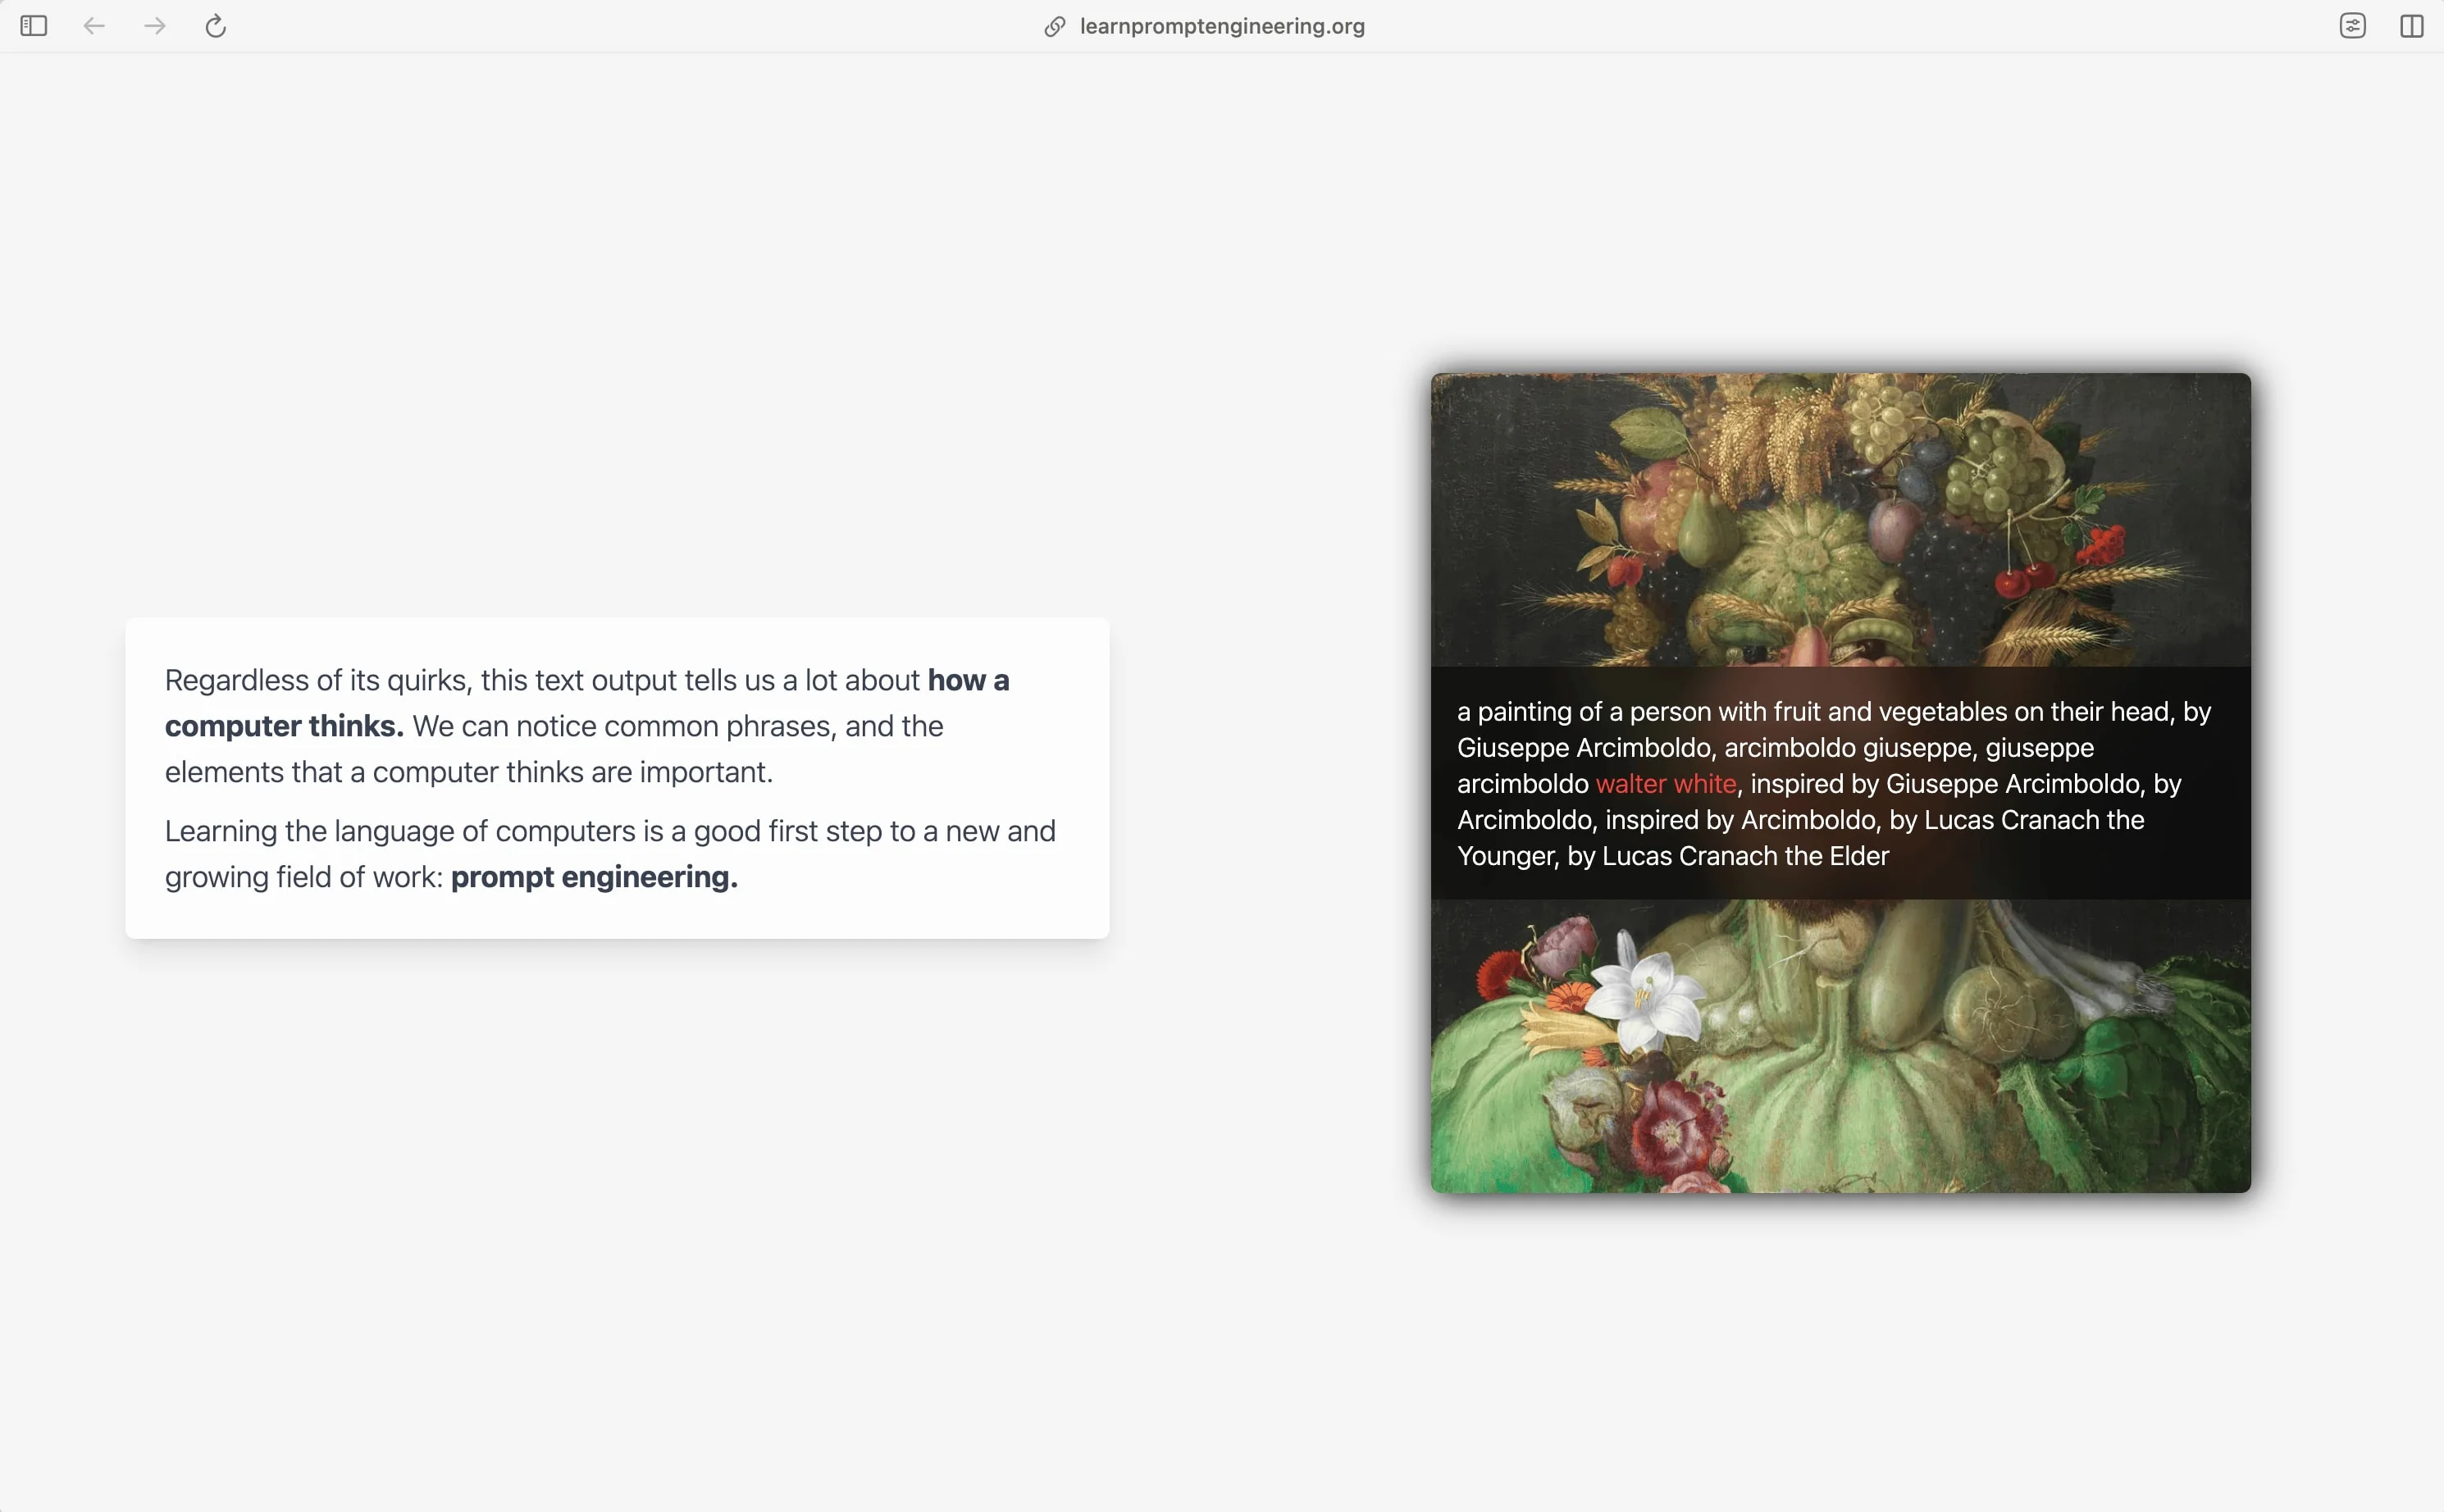 learnpromptengineering.org
Regardless of its quirks, this text output tells us a lot about how a
computer thinks. We can notice common phrases, and the
elements that a computer thinks are important.
Learning the language of computers is a good first step to a new and
growing field of work: prompt engineering.
a painting of a person with fruit and vegetables on their head, by
Giuseppe Arcimboldo, arcimboldo giuseppe, giuseppe
arcimboldo walter white, inspired by Giuseppe Arcimboldo, by
Arcimboldo, inspired by Arcimboldo, by Lucas Cranach the
Younger, by Lucas Cranach the Elder